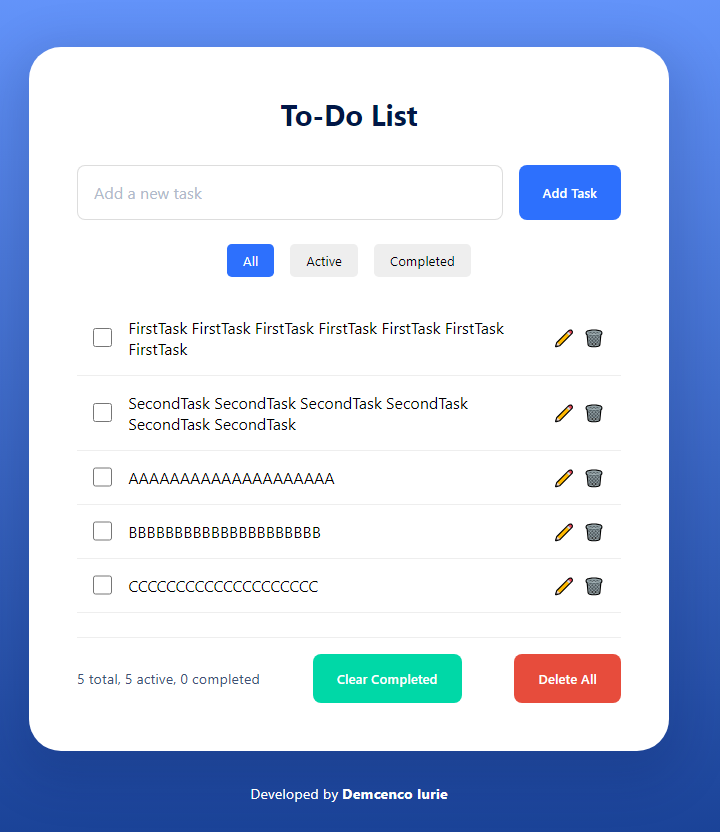 To-Do List
Add a new task
Add Task
All
Active
Completed
FirstTask FirstTask FirstTask FirstTask FirstTask FirstTask
FirstTask
SecondTask SecondTask SecondTask SecondTask
SecondTask SecondTask
AAAAAAAAAAAAAAAAAAAA
BBBBBBBBBBBBBBBBBBBBB
CCCCCCCCCCCCCCCCCCCC
5 total, 5 active, 0 completed
Clear Completed
Delete All
Developed by Demcenco Iurie